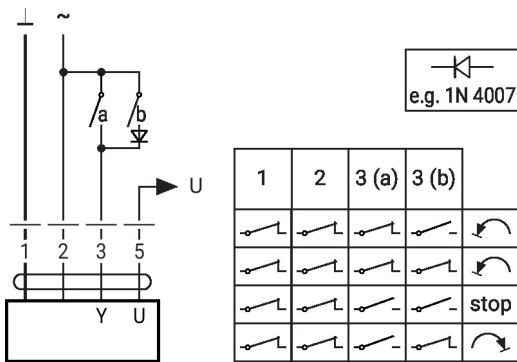 ⊥ ~
a b
e.g. 1N 4007
U
1 2 3 5
Y U
1 2 3 (a) 3 (b)
stop